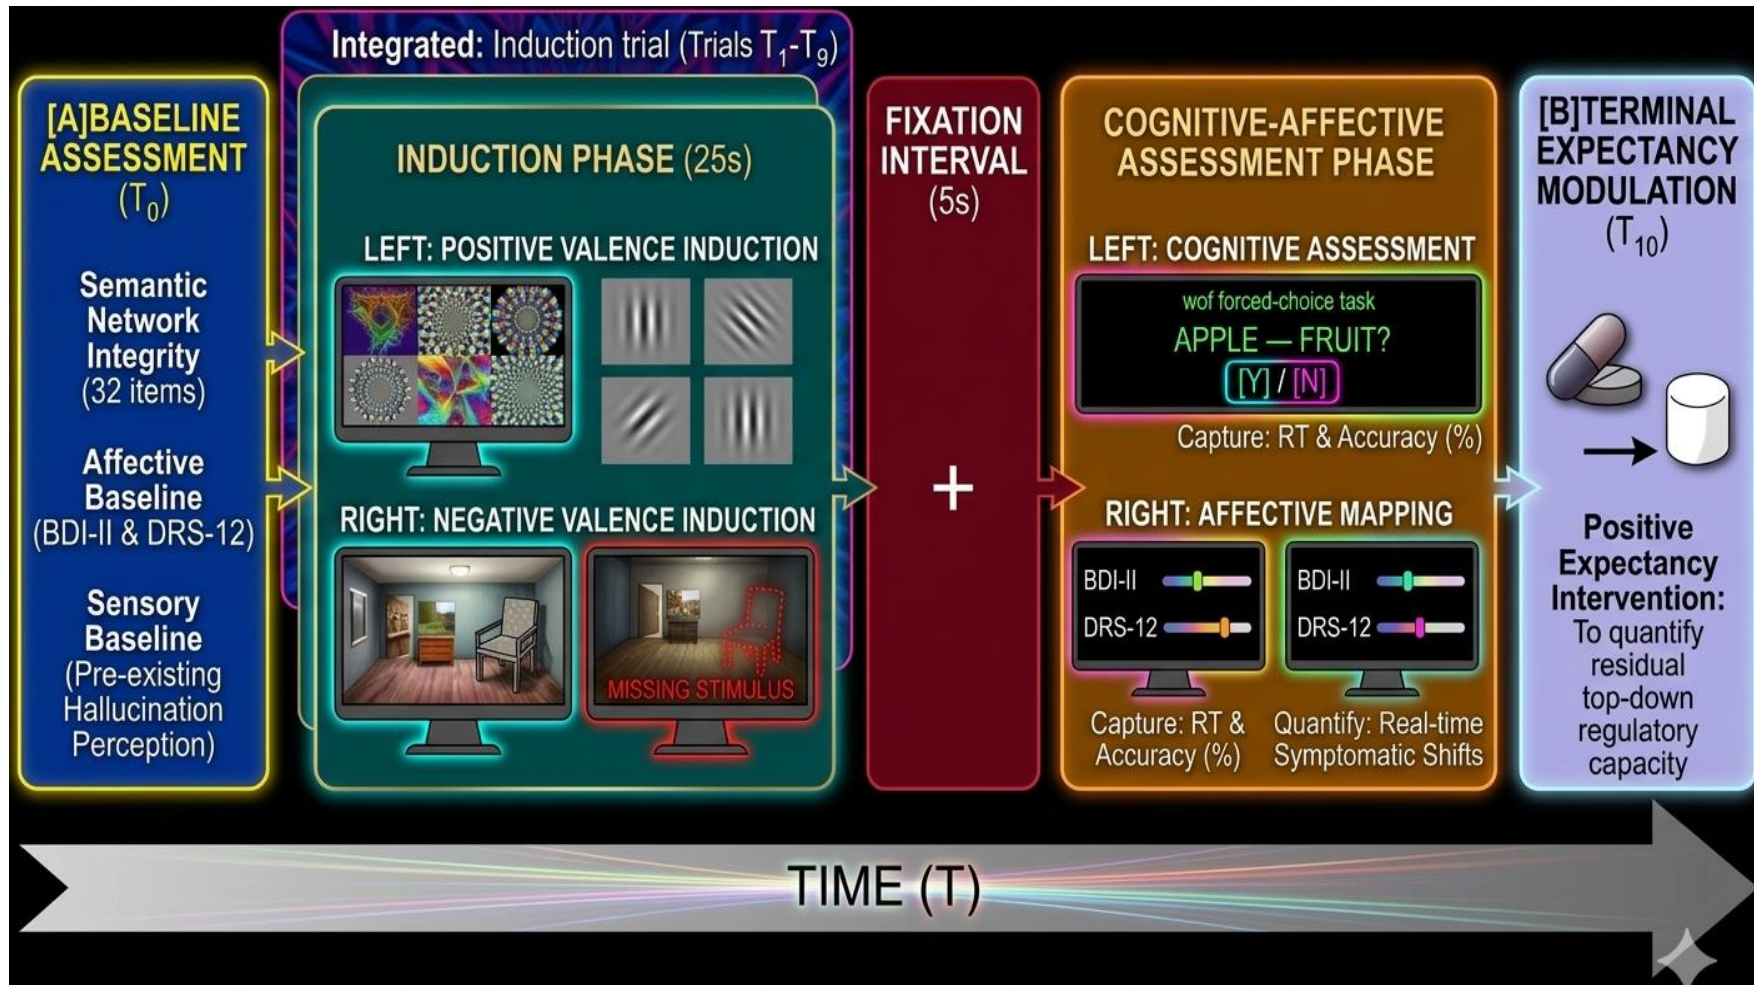 Integrated: Induction trial (Trials T₁-T₉)
[A]BASELINE
ASSESSMENT
(T₀)
Semantic
Network
Integrity
(32 items)
Affective
Baseline
(BDI-II & DRS-12)
Sensory
Baseline
(Pre-existing
Hallucination
Perception)
INDUCTION PHASE (25s)
LEFT: POSITIVE VALENCE INDUCTION
RIGHT: NEGATIVE VALENCE INDUCTION
MISSING STIMULUS
FIXATION
INTERVAL
(5s)
+
COGNITIVE-AFFECTIVE
ASSESSMENT PHASE
LEFT: COGNITIVE ASSESSMENT
wof forced-choice task
APPLE — FRUIT?
[Y] / [N]
Capture: RT & Accuracy (%)
RIGHT: AFFECTIVE MAPPING
BDI-II
DRS-12
Capture: RT &
Accuracy (%)
BDI-II
DRS-12
Quantify: Real-time
Symptomatic Shifts
[B]TERMINAL
EXPECTANCY
MODULATION
(T₁₀)
Positive
Expectancy
Intervention:
To quantify
residual
top-down
regulatory
capacity
TIME (T)